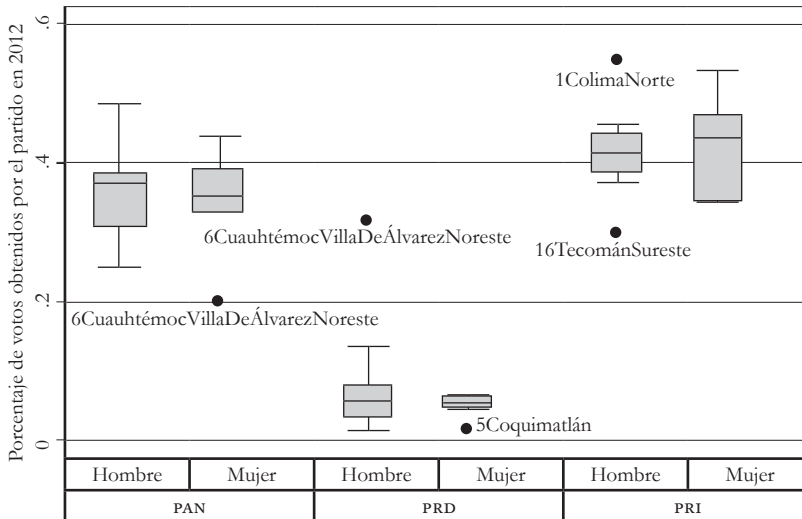 Porcentaje de votos obtenidos por el partido en 2012
.6
.4
.2
0
1ColimaNorte
6CuauhtémocVillaDeÁlvarezNoreste
16TecománSureste
6CuauhtémocVillaDeÁlvarezNoreste
5Coquimatlán
Hombre Mujer Hombre Mujer Hombre Mujer
PAN PRD PRI